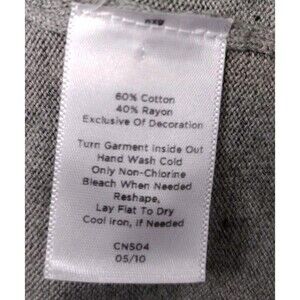 60% Cotton
40% Rayon
Exclusive Of Decoration
Turn Garment Inside Out
Hand Wash Cold
Only Non-Chlorine
Bleach When Needed
Reshape,
Lay Flat To Dry
Cool Iron, if Needed
CN504
05/10